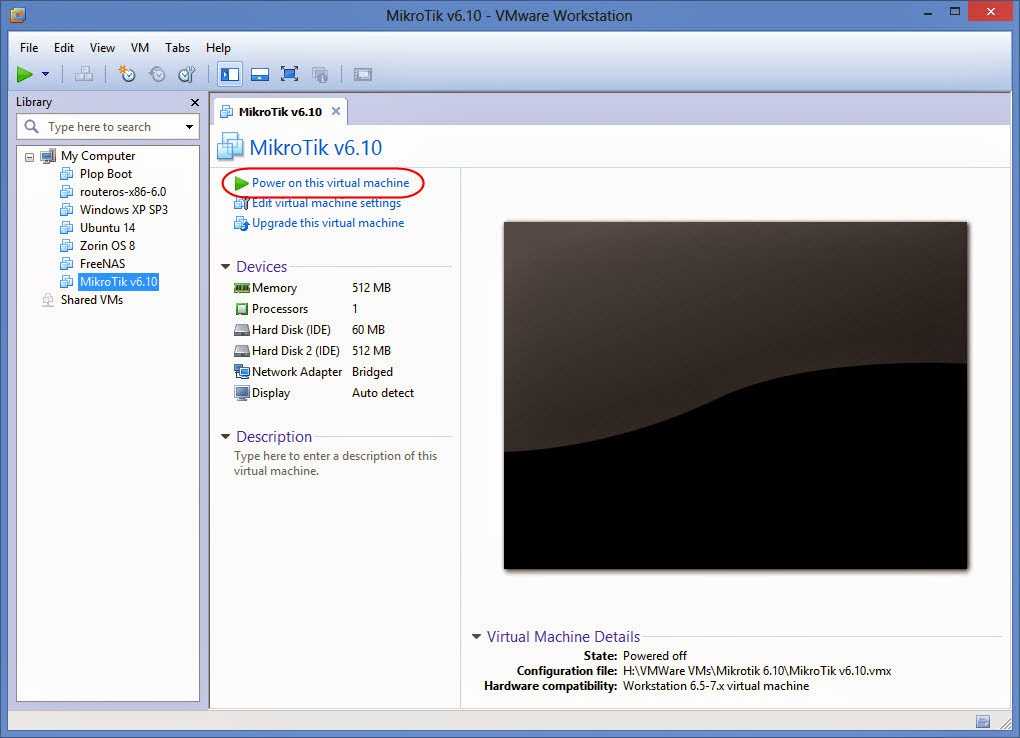 MikroTik v6.10 - VMware Workstation
File Edit View VM Tabs Help
Library
Type here to search
My Computer
Plop Boot
routeros-x86-6.0
Windows XP SP3
Ubuntu 14
Zorin OS 8
FreeNAS
MikroTik v6.10
Shared VMs
MikroTik v6.10
MikroTik v6.10
Power on this virtual machine
Edit virtual machine settings
Upgrade this virtual machine
Devices
Memory 512 MB
Processors 1
Hard Disk (IDE) 60 MB
Hard Disk 2 (IDE) 512 MB
Network Adapter Bridged
Display Auto detect
Description
Type here to enter a description of this
virtual machine.
Virtual Machine Details
State: Powered off
Configuration file: H:\VMWare VMs\Mikrotik 6.10\MikroTik v6.10.vmx
Hardware compatibility: Workstation 6.5-7.x virtual machine